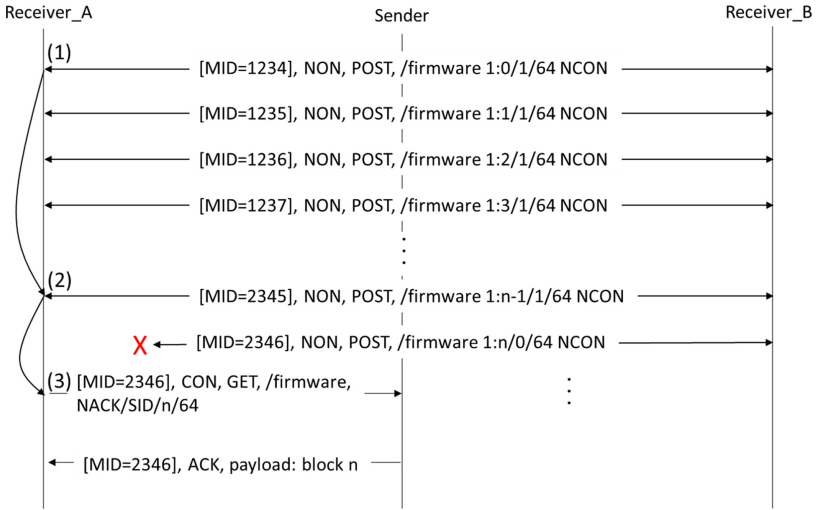 Receiver_A
Sender
Receiver_B
(1)
[MID=1234], NON, POST, /firmware 1:0/1/64 NCON
[MID=1235], NON, POST, /firmware 1:1/1/64 NCON
[MID=1236], NON, POST, /firmware 1:2/1/64 NCON
[MID=1237], NON, POST, /firmware 1:3/1/64 NCON
(2)
[MID=2345], NON, POST, /firmware 1:n-1/1/64 NCON
X
[MID=2346], NON, POST, /firmware 1:n/0/64 NCON
(3)
[MID=2346], CON, GET, /firmware,
NACK/SID/n/64
[MID=2346], ACK, payload: block n